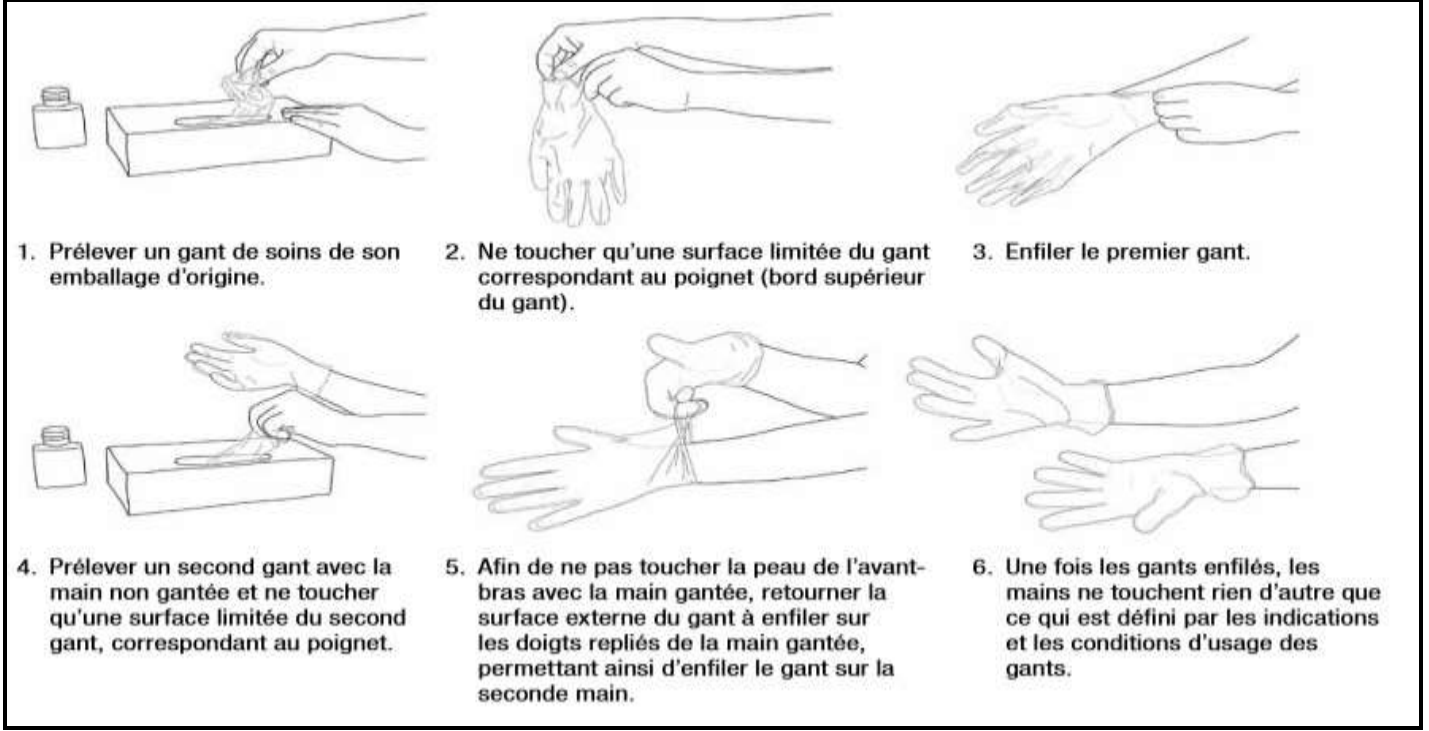 1. Prélever un gant de soins de son
emballage d'origine.
2. Ne toucher qu'une surface limitée du gant
correspondant au poignet (bord supérieur
du gant).
3. Enfiler le premier gant.
4. Prélever un second gant avec la
main non gantée et ne toucher
qu'une surface limitée du second
gant, correspondant au poignet.
5. Afin de ne pas toucher la peau de l'avant-
bras avec la main gantée, retourner la
surface externe du gant à enfiler sur
les doigts repliés de la main gantée,
permettant ainsi d'enfiler le gant sur la
seconde main.
6. Une fois les gants enfilés, les
mains ne touchent rien d'autre que
ce qui est défini par les indications
et les conditions d'usage des
gants.